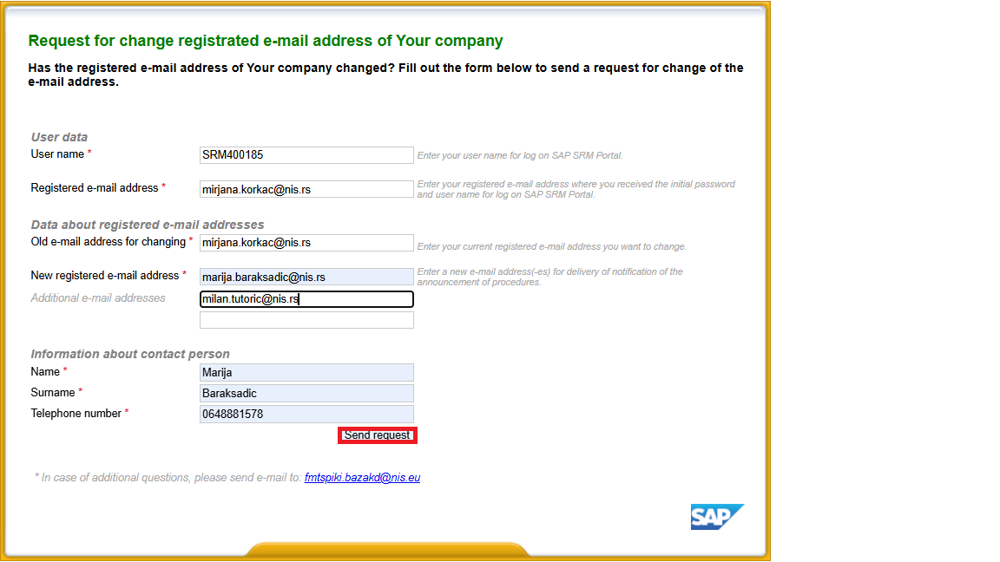 Request for change registrated e-mail address of Your company
Has the registered e-mail address of Your company changed? Fill out the form below to send a request for change of the
e-mail address.
User data
User name *
SRM400185
Enter your user name for log on SAP SRM Portal.
Registered e-mail address *
mirjana.korkac@nis.rs
Enter your registered e-mail address where you received the initial password
and user name for log on SAP SRM Portal.
Data about registered e-mail addresses
Old e-mail address for changing *
mirjana.korkac@nis.rs
Enter your current registered e-mail address you want to change.
New registered e-mail address *
marija.baraksadic@nis.rs
Enter a new e-mail address(-es) for delivery of notification of the
announcement of procedures.
Additional e-mail addresses
milan.tutoric@nis.rs
Information about contact person
Name *
Marija
Surname *
Baraksadic
Telephone number *
0648881578
Send request
* In case of additional questions, please send e-mail to: fmtspiki.bazakd@nis.eu
SAP